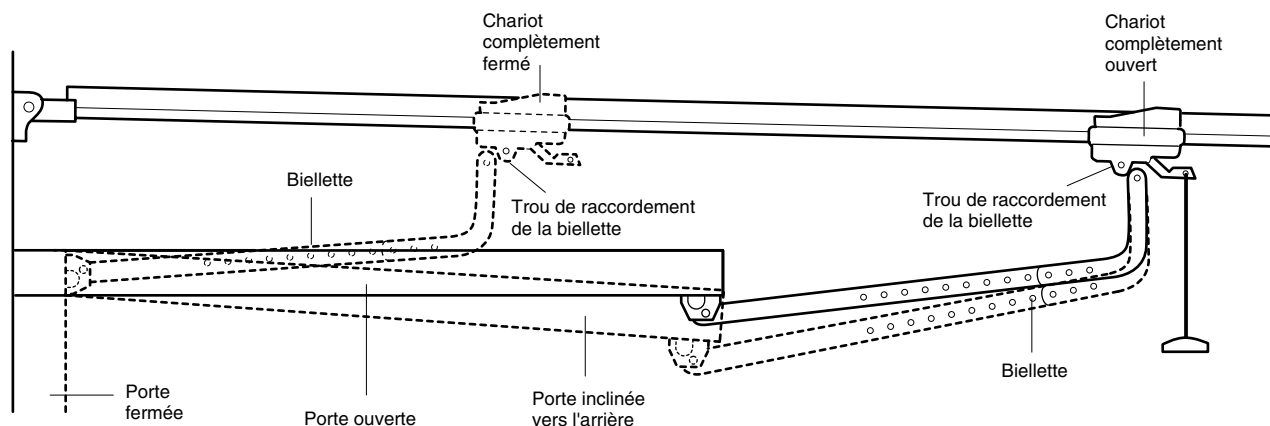 Chariot
complètement
fermé
Chariot
complètement
ouvert
Biellette
Trou de raccordement
de la biellette
Trou de raccordement
de la biellette
Biellette
Porte
fermée
Porte ouverte
Porte inclinée
vers l'arrière